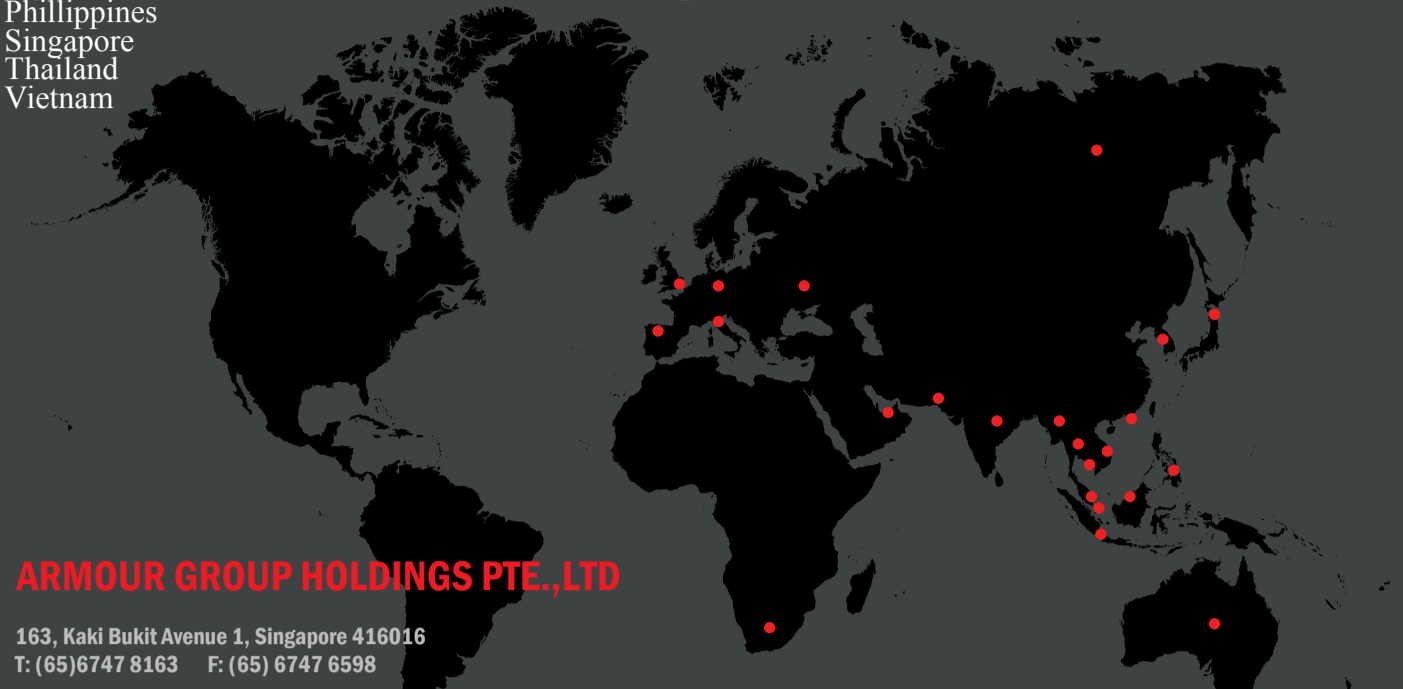 Phillippines
Singapore
Thailand
Vietnam
ARMOUR GROUP HOLDINGS PTE.,LTD
163, Kaki Bukit Avenue 1, Singapore 416016
T: (65)6747 8163 F: (65) 6747 6598